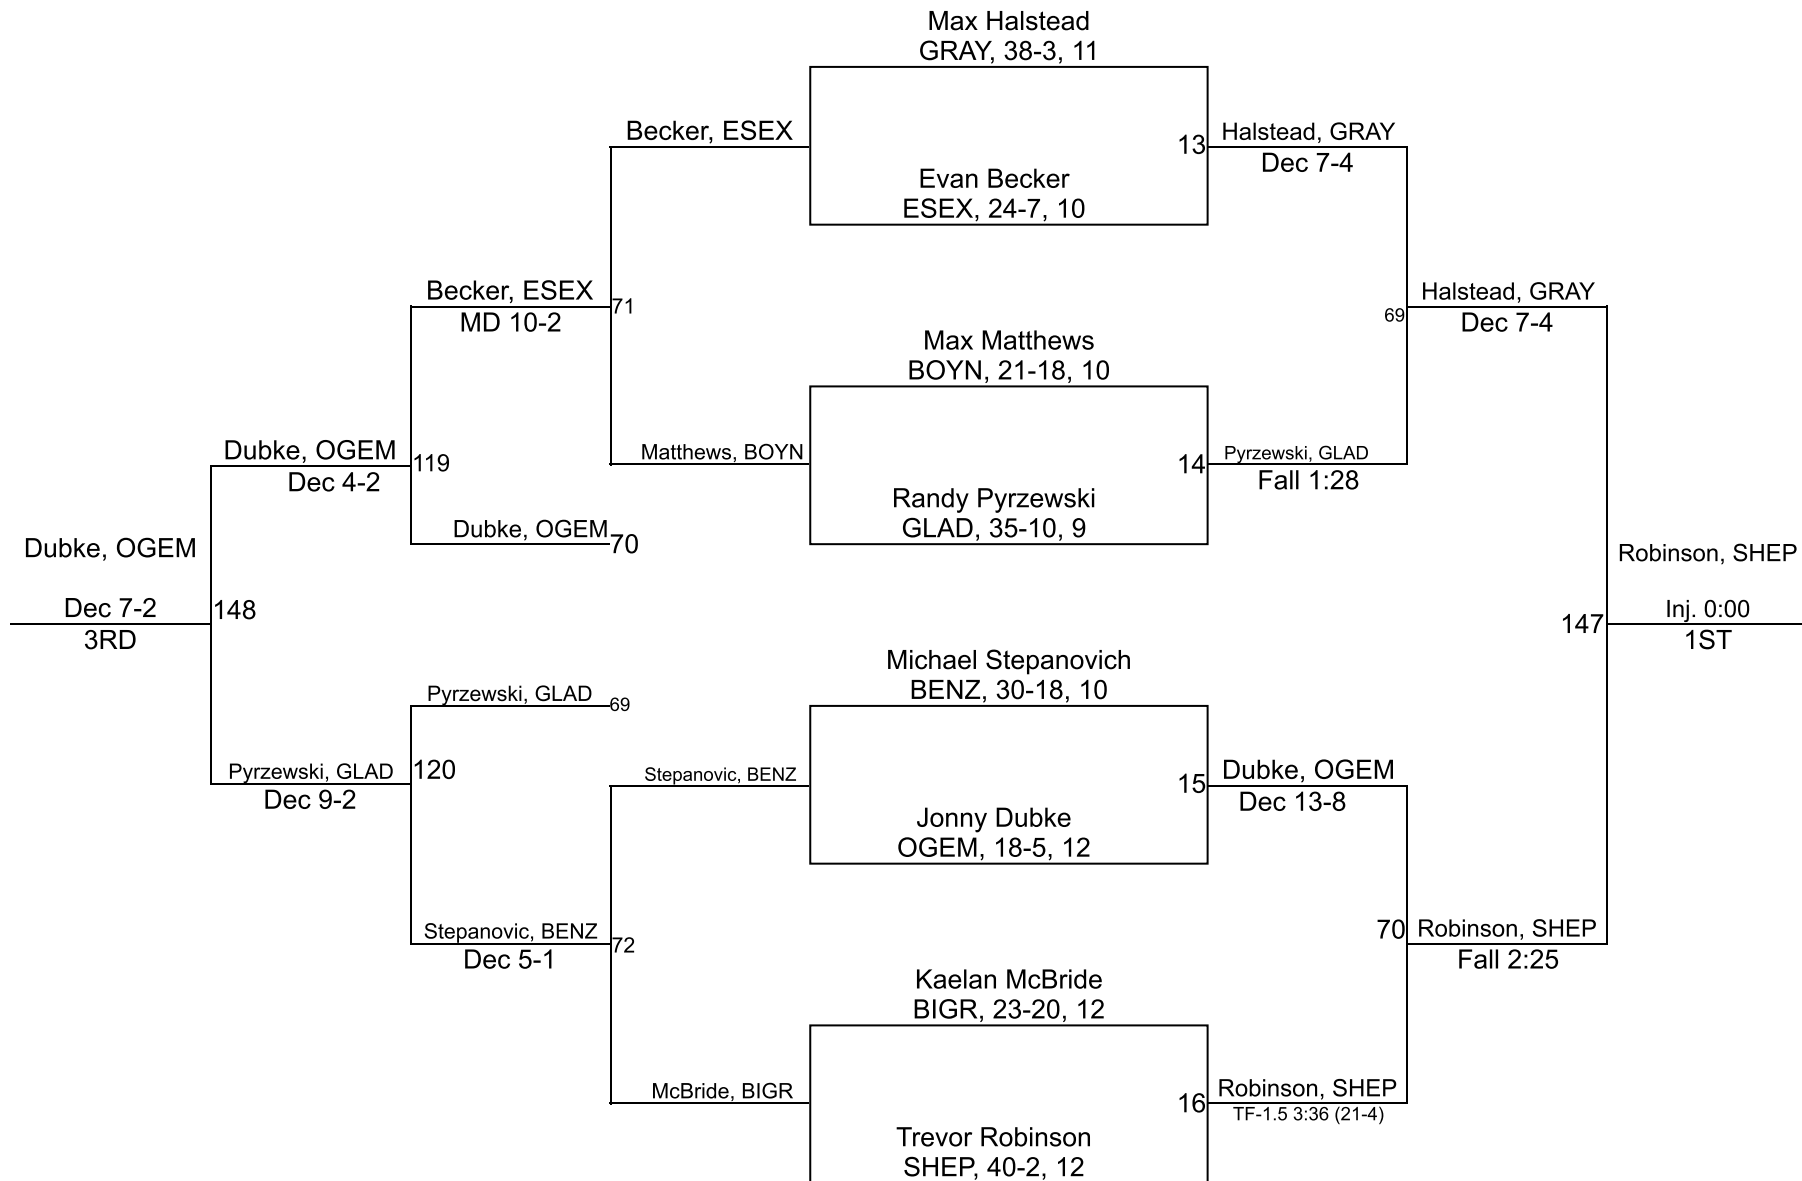 Max Halstead
GRAY, 38-3, 11
Becker, ESEX
13
Halstead, GRAY
Dec 7-4
Evan Becker
ESEX, 24-7, 10
Becker, ESEX
MD 10-2
71
Halstead, GRAY
Dec 7-4
69
Max Matthews
BOYN, 21-18, 10
Dubke, OGEM
Dec 4-2
119
Matthews, BOYN
14
Pyrzewski, GLAD
Fall 1:28
Randy Pyrzewski
GLAD, 35-10, 9
Dubke, OGEM
70
Dubke, OGEM
Dec 7-2
3RD
148
Robinson, SHEP
147
Inj. 0:00
1ST
Michael Stepanovich
BENZ, 30-18, 10
Pyrzewski, GLAD
69
Pyrzewski, GLAD
Dec 9-2
120
Stepanovic, BENZ
15
Dubke, OGEM
Dec 13-8
Jonny Dubke
OGEM, 18-5, 12
Stepanovic, BENZ
Dec 5-1
72
70
Robinson, SHEP
Fall 2:25
Kaelan McBride
BIGR, 23-20, 12
McBride, BIGR
16
Robinson, SHEP
TF-1.5 3:36 (21-4)
Trevor Robinson
SHEP, 40-2, 12